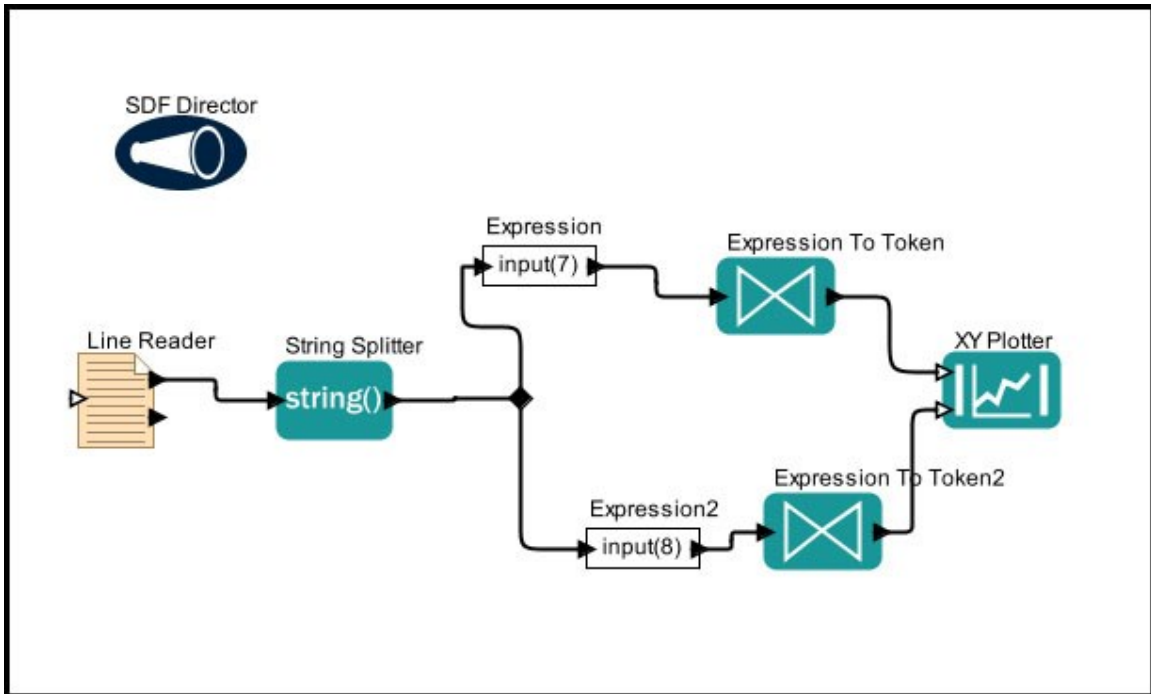 SDF Director
Expression
input(7)
Expression To Token
Line Reader
String Splitter
string()
XY Plotter
Expression2
input(8)
Expression To Token2